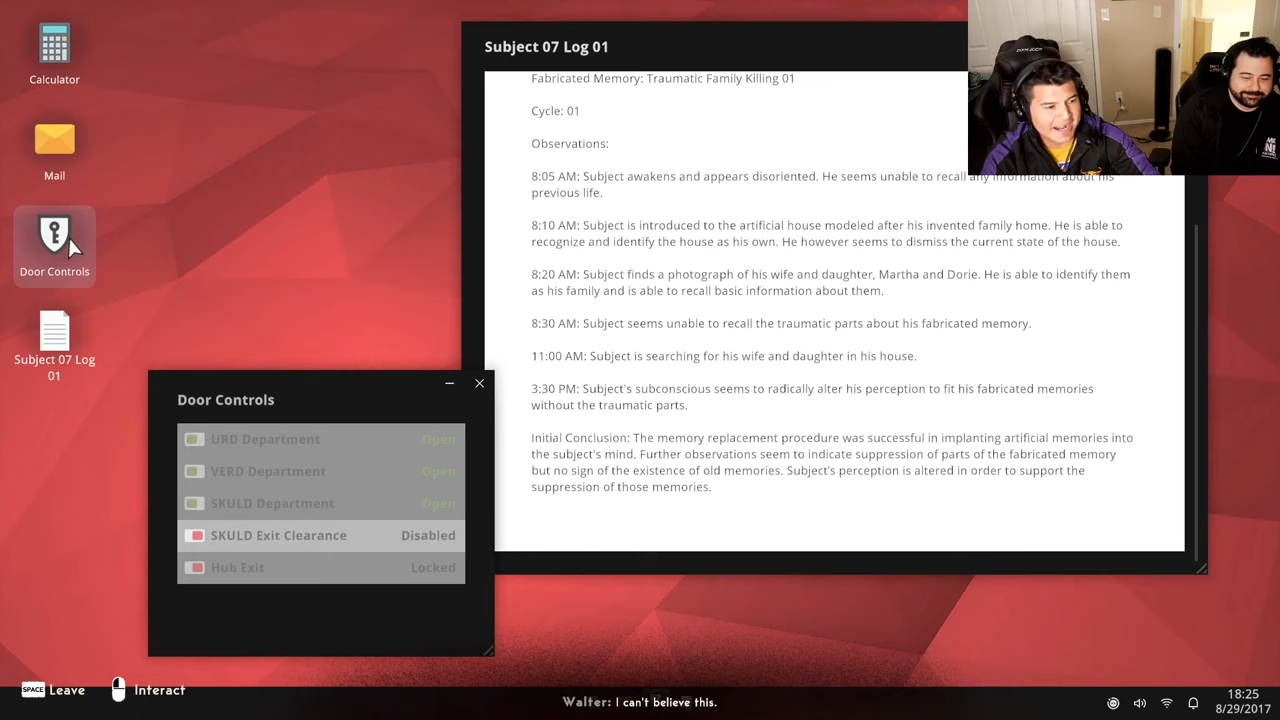 Calculator
Mail
Door Controls
Subject 07 Log
01
Subject 07 Log 01
Fabricated Memory: Traumatic Family Killing 01
Cycle: 01
Observations:
8:05 AM: Subject awakens and appears disoriented. He seems unable to recall any information about his
previous life.
8:10 AM: Subject is introduced to the artificial house modeled after his invented family home. He is able to
recognize and identify the house as his own. He however seems to dismiss the current state of the house.
8:20 AM: Subject finds a photograph of his wife and daughter, Martha and Dorie. He is able to identify them
as his family and is able to recall basic information about them.
8:30 AM: Subject seems unable to recall the traumatic parts about his fabricated memory.
11:00 AM: Subject is searching for his wife and daughter in his house.
3:30 PM: Subject's subconscious seems to radically alter his perception to fit his fabricated memories
without the traumatic parts.
Initial Conclusion: The memory replacement procedure was successful in implanting artificial memories into
the subject's mind. Further observations seem to indicate suppression of parts of the fabricated memory
but no sign of the existence of old memories. Subject's perception is altered in order to support the
suppression of those memories.
Door Controls
URD Department Open
VERD Department Open
SKULD Department Open
SKULD Exit Clearance Disabled
Hub Exit Locked
SPACE Leave
Interact
Walter: I can't believe this.
18:25
8/29/2017